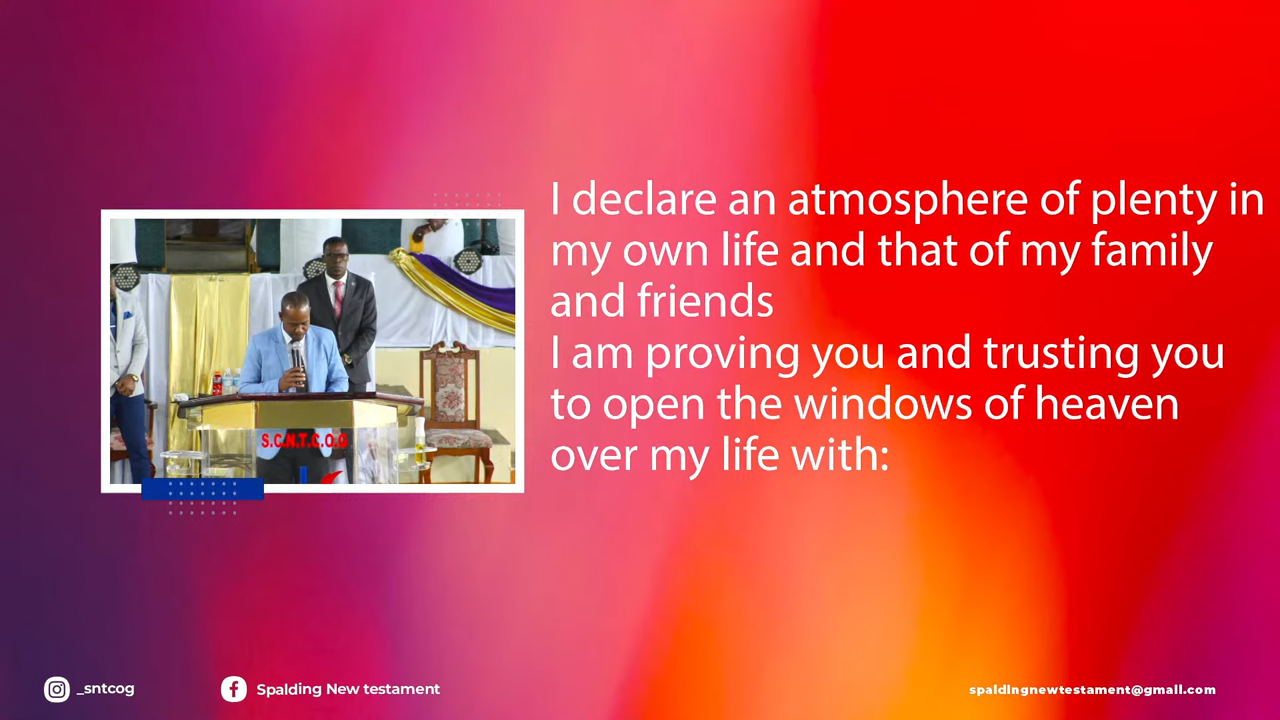 I declare an atmosphere of plenty in
my own life and that of my family
and friends
I am proving you and trusting you
to open the windows of heaven
over my life with:
S.C.N.T.C.O.G
_sntcog
Spalding New testament
spaldingnewtestament@gmail.com